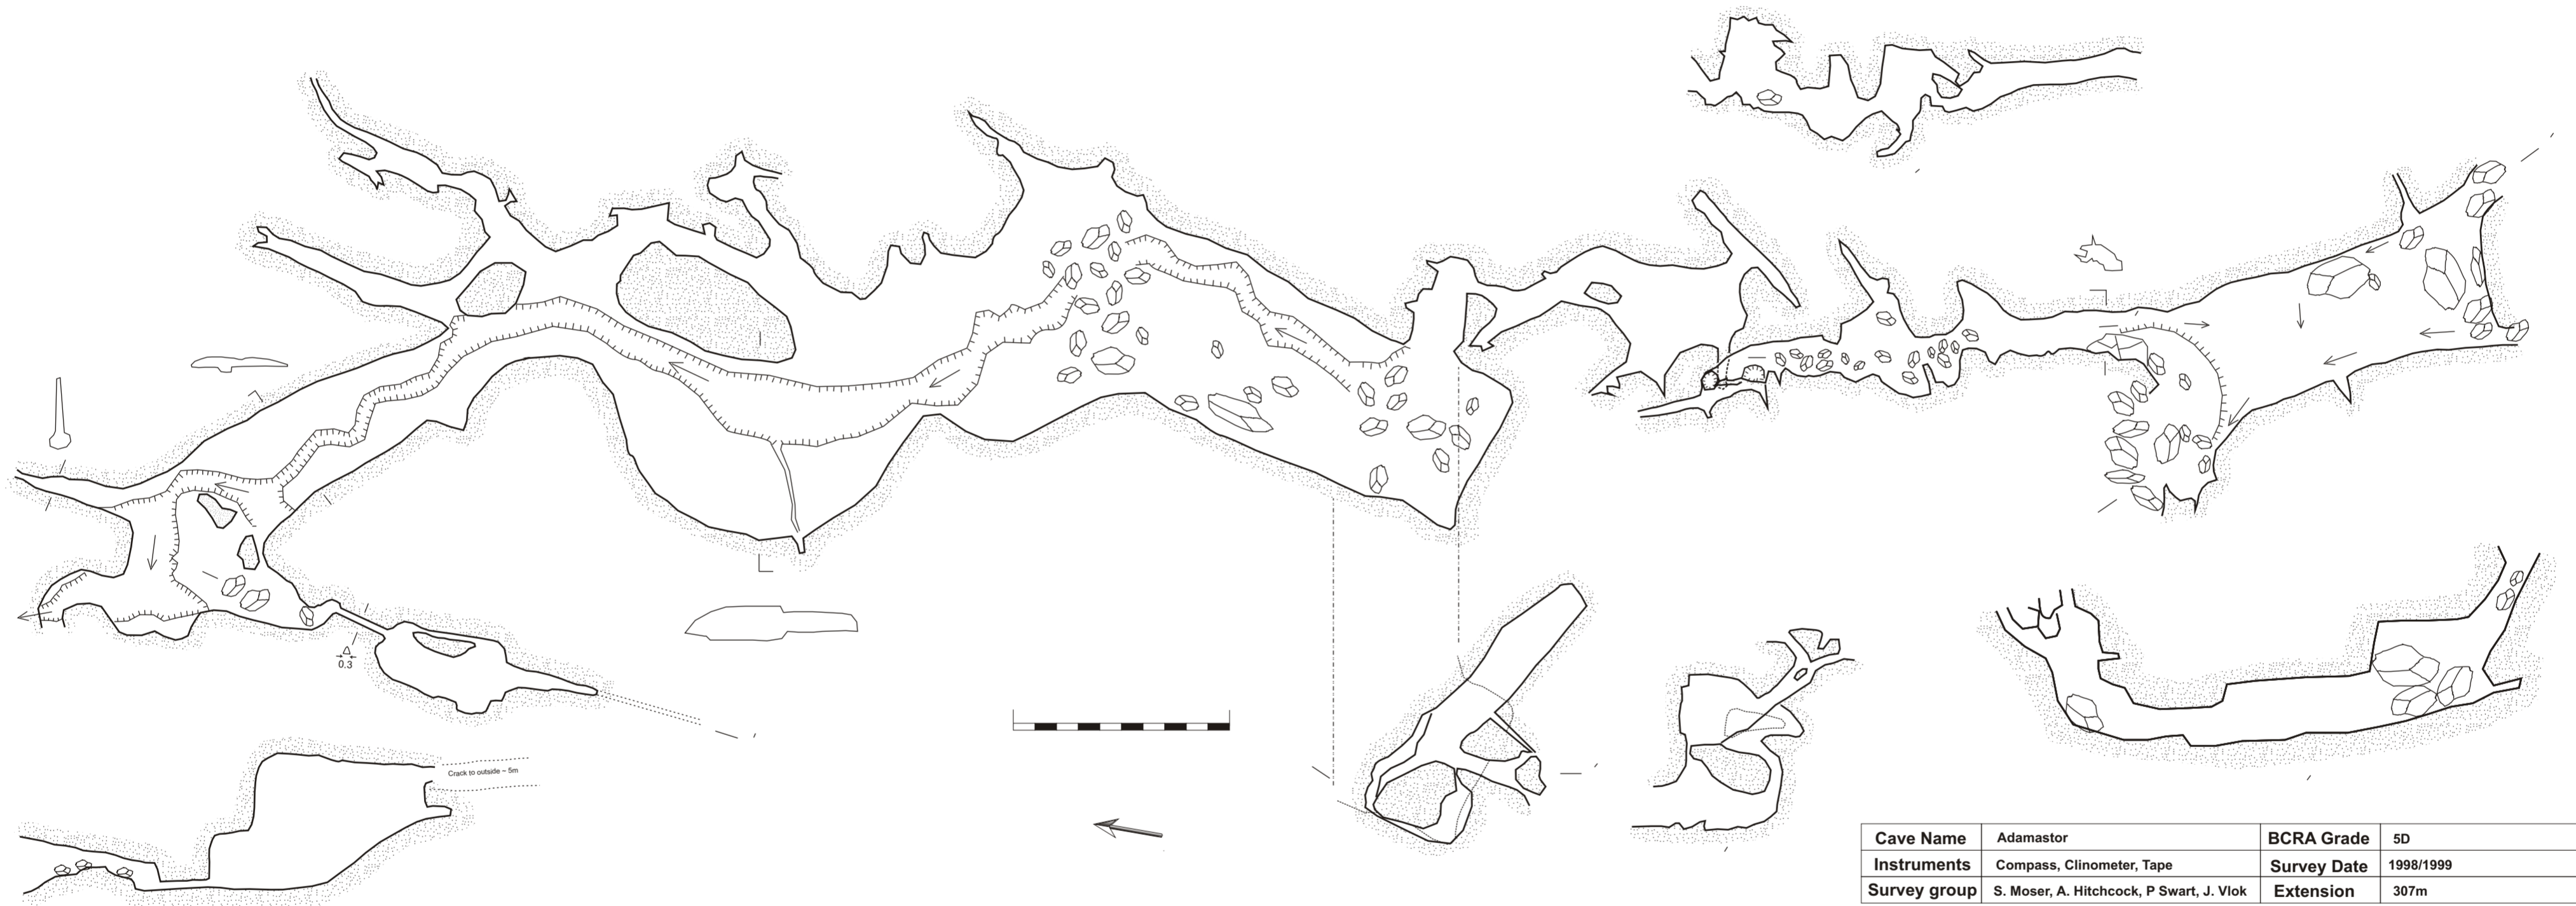 0.3
Crack to outside ~ 5m
Cave Name Adamastor BCRA Grade 5D
Instruments Compass, Clinometer, Tape Survey Date 1998/1999
Survey group S. Moser, A. Hitchcock, P Swart, J. Vlok Extension 307m